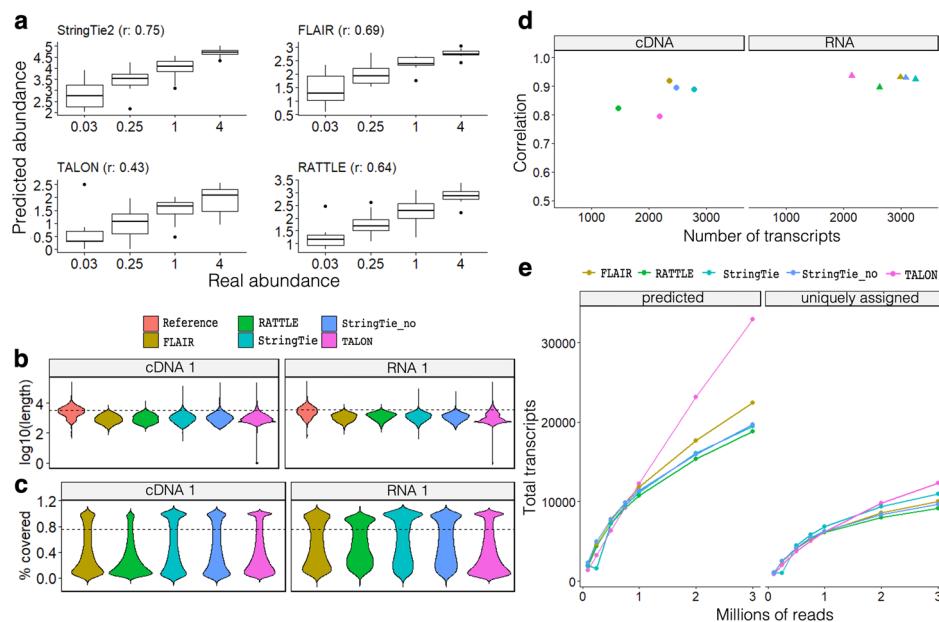 a
StringTie2 (r: 0.75)
FLAIR (r: 0.69)
5
4.5
4
3.5
3
2.5
2
3
2.5
2
1.5
1
0.03 0.25 1 4
0.03 0.25 1 4
TALON (r: 0.43)
RATTLE (r: 0.64)
2.5
2
1.5
1
0.5
0
3
2.5
2
1.5
1
0.03 0.25 1 4
0.03 0.25 1 4
Predicted abundance
Real abundance
Reference RATTLE StringTie_no
FLAIR StringTie TALON
b
cDNA 1 RNA 1
log10(length)
4
2
0
c
cDNA 1 RNA 1
% covered
1.2
0.8
0.4
0.0
d
cDNA RNA
Correlation
1.0
0.9
0.8
0.7
0.6
0.5
1000 2000 3000 1000 2000 3000
Number of transcripts
e
FLAIR RATTLE StringTie StringTie_no TALON
predicted uniquely assigned
Total transcripts
30000
20000
10000
0
0 1 2 3 0 1 2 3
Millions of reads